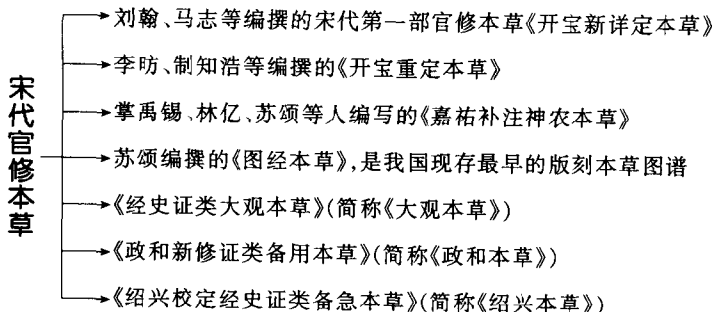 宋代官修本草
刘翰、马志等编撰的宋代第一部官修本草《开宝新详定本草》
李昉、制知浩等编撰的《开宝重定本草》
掌禹锡、林亿、苏颂等人编写的《嘉祐补注神农本草》
苏颂编撰的《图经本草》,是我国现存最早的版刻本草图谱
《经史证类大观本草》(简称《大观本草》)
《政和新修证类备用本草》(简称《政和本草》)
《绍兴校定经史证类备急本草》(简称《绍兴本草》)